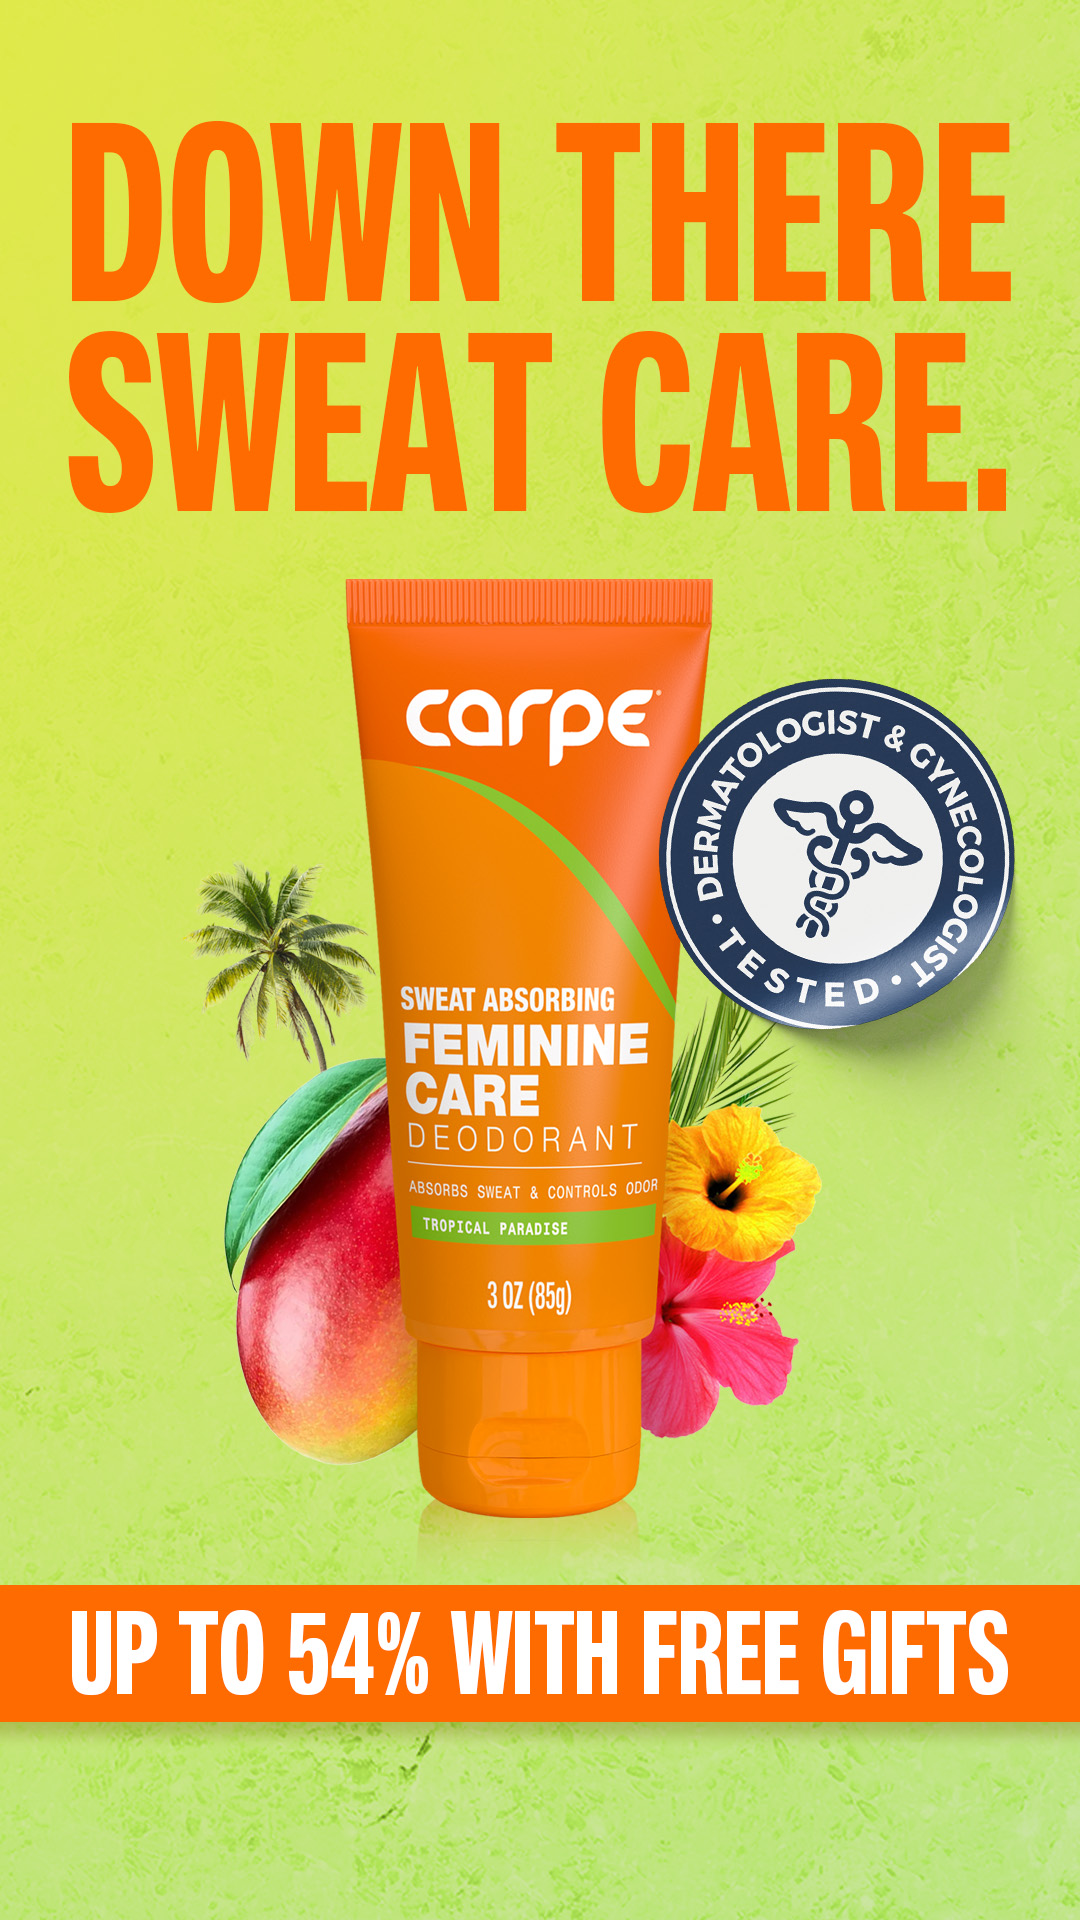 DOWN THERE
SWEAT CARE.
carpe
DERMATOLOGIST & GYNECOLOGIST
• TESTED •
SWEAT ABSORBING
FEMININE
CARE
DEODORANT
ABSORBS SWEAT & CONTROLS ODOR
TROPICAL PARADISE
3 OZ (85g)
UP TO 54% WITH FREE GIFTS